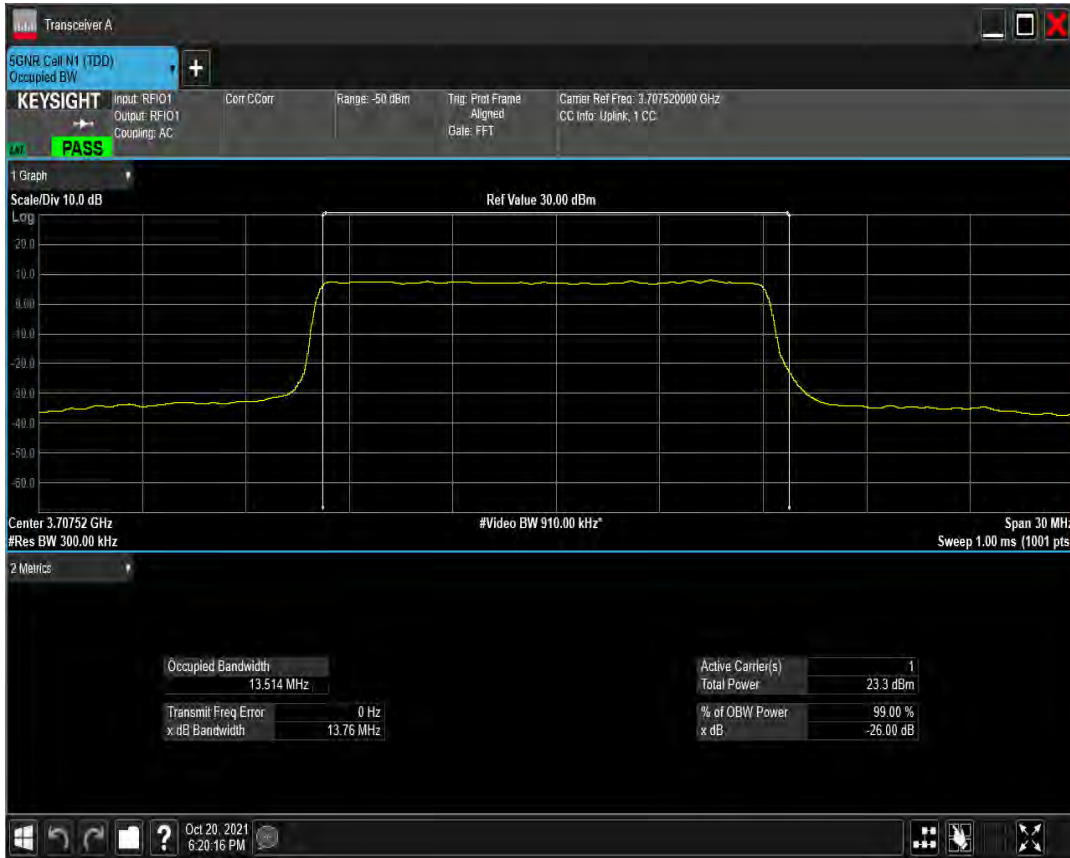 Transceiver A
5GNR Cell N1 (TDD)
Occupied BW
+
KEYSIGHT
PASS
Input: RFIO1
Output: RFIO1
Coupling: AC
Corr CCorr
Range: -50 dBm
Trig: Prot Frame
Aligned
Gate: FFT
Carrier Ref Freq: 3.707520000 GHz
CC Info: Uplink, 1 CC
1 Graph
Scale/Div 10.0 dB
Ref Value 30.00 dBm
Log
20.0
10.0
0.00
-10.0
-20.0
-30.0
-40.0
-50.0
-60.0
Center 3.70752 GHz
#Video BW 910.00 kHz*
Span 30 MHz
#Res BW 300.00 kHz
Sweep 1.00 ms (1001 pts
2 Metrics
Occupied Bandwidth
13.514 MHz
Transmit Freq Error 0 Hz
x dB Bandwidth 13.76 MHz
Active Carrier(s) 1
Total Power 23.3 dBm
% of OBW Power 99.00 %
x dB -26.00 dB
?
Oct 20, 2021
6:20:16 PM